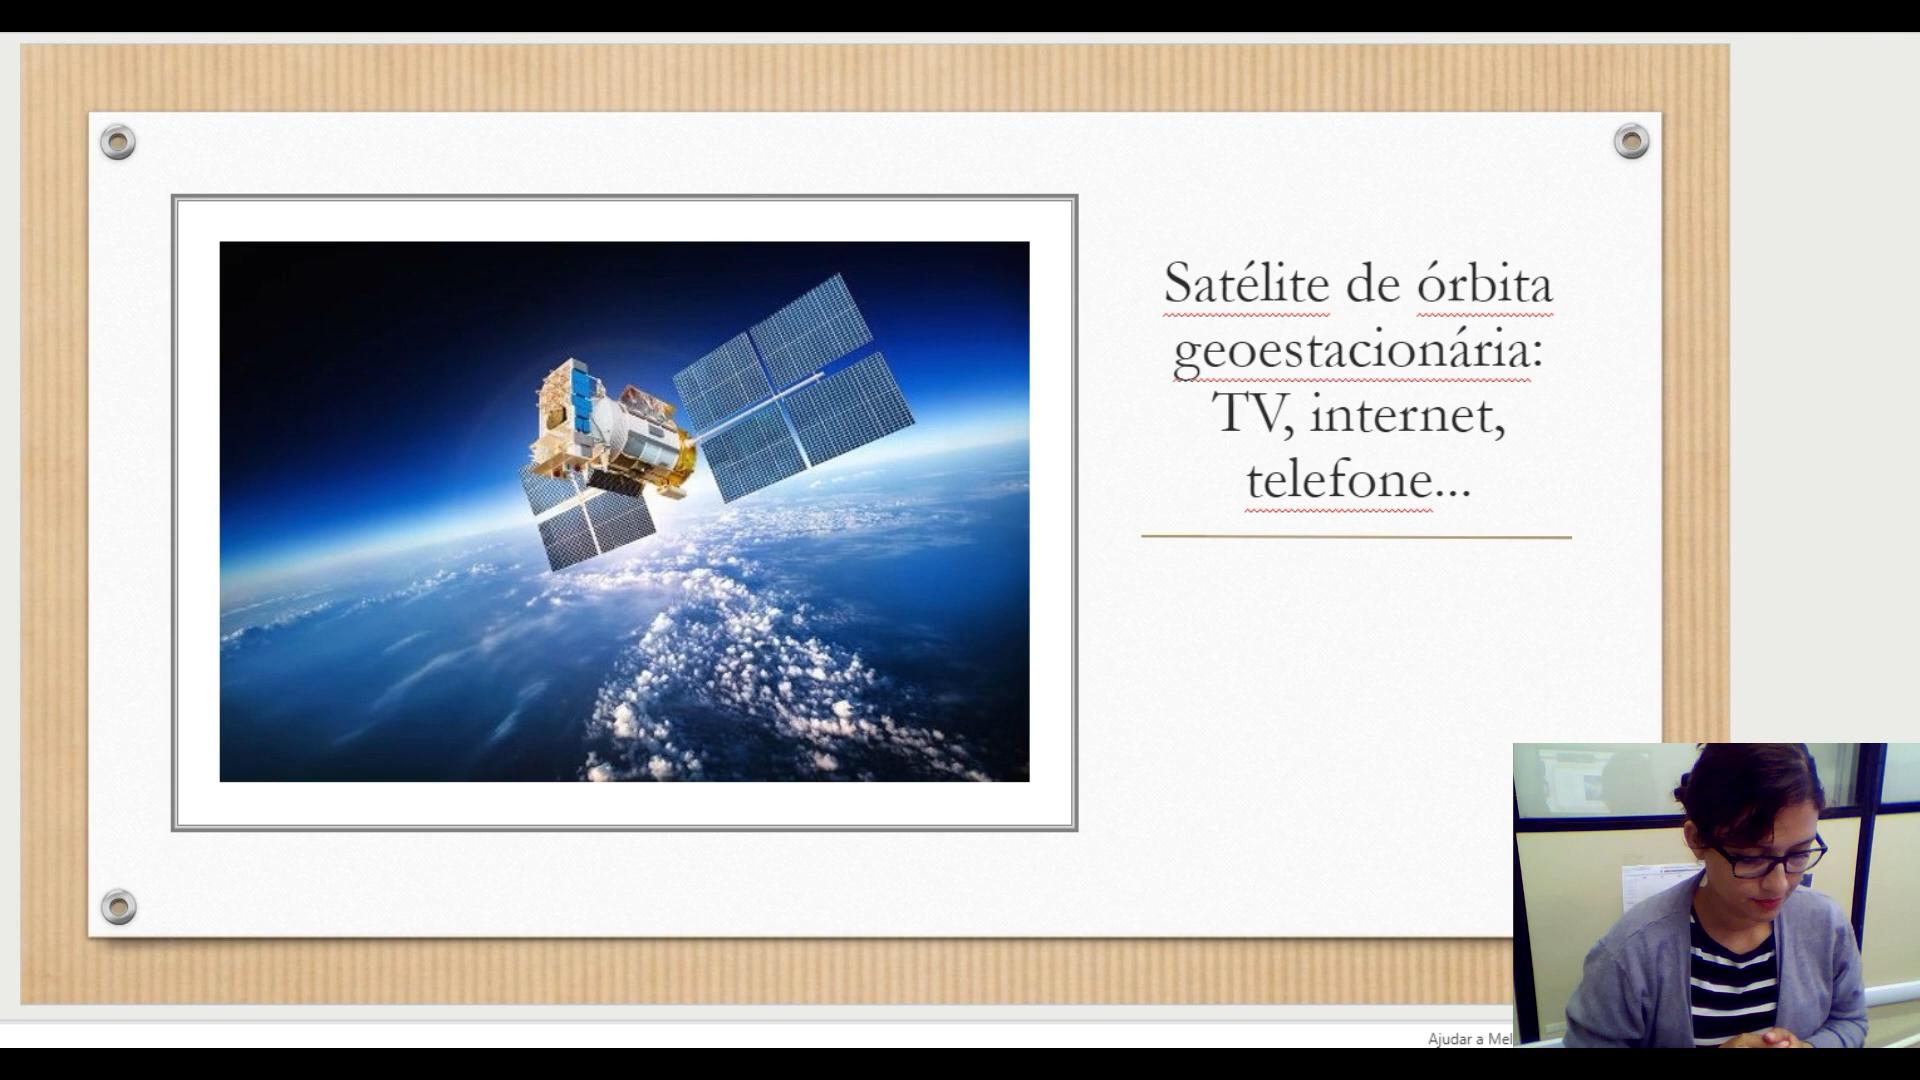 Satélite de órbita
geoestacionária:
TV, internet,
telefone...
Ajudar a Mel